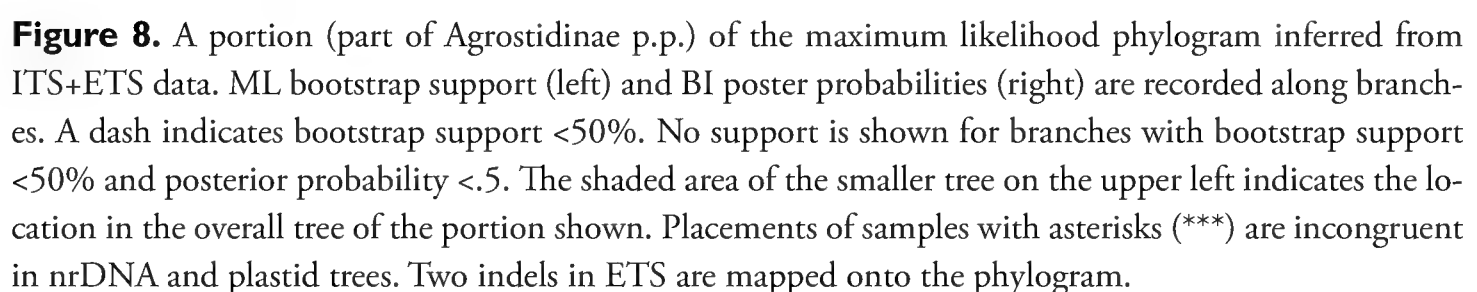 Figure 8. A portion (part of Agrostidinae p.p.) of the maximum likelihood phylogram inferred from
ITS+ETS data. ML bootstrap support (left) and BI poster probabilities (right) are recorded along branch-
es. A dash indicates bootstrap support <50%. No support is shown for branches with bootstrap support
<50% and posterior probability <.5. The shaded area of the smaller tree on the upper left indicates the lo-
cation in the overall tree of the portion shown. Placements of samples with asterisks (***) are incongruent
in nrDNA and plastid trees. Two indels in ETS are mapped onto the phylogram.